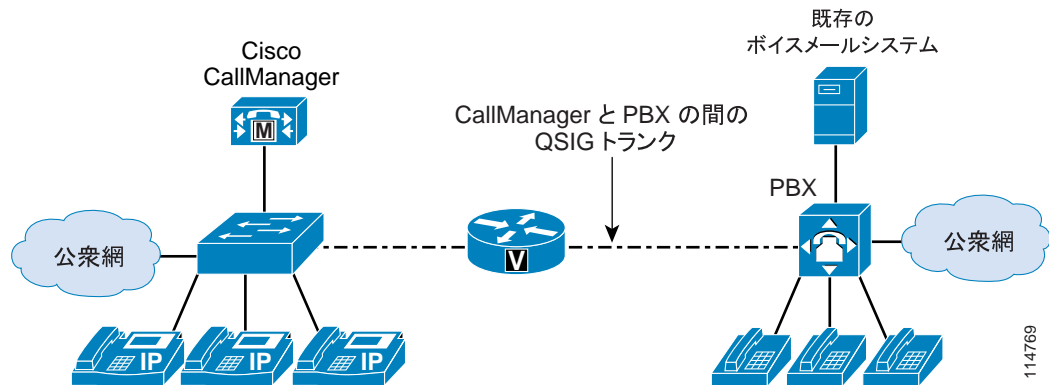 Cisco
CallManager
M
既存の
ボイスメールシステム
CallManager と PBX の間の
QSIG トランク
PBX
公衆網
V
公衆網
IP
IP
IP
114769